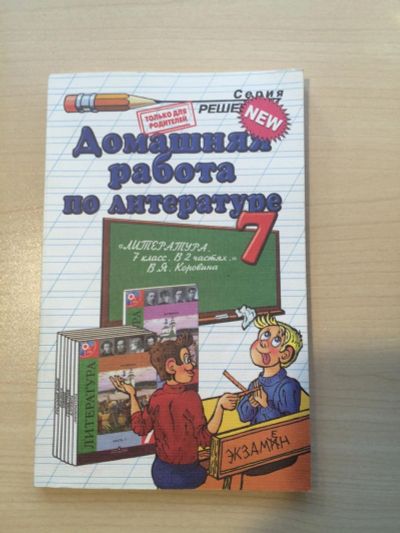 Серия
РЕШЕ
NEW
ТОЛЬКО ДЛЯ
РОДИТЕЛЕЙ
Домашняя
работа
по литературе
7
«ЛИТЕРАТУРА.
7 класс. В 2 частях.»
В.Я. Коровина
ЛИТЕРАТУРА
ЭКЗАМЕН